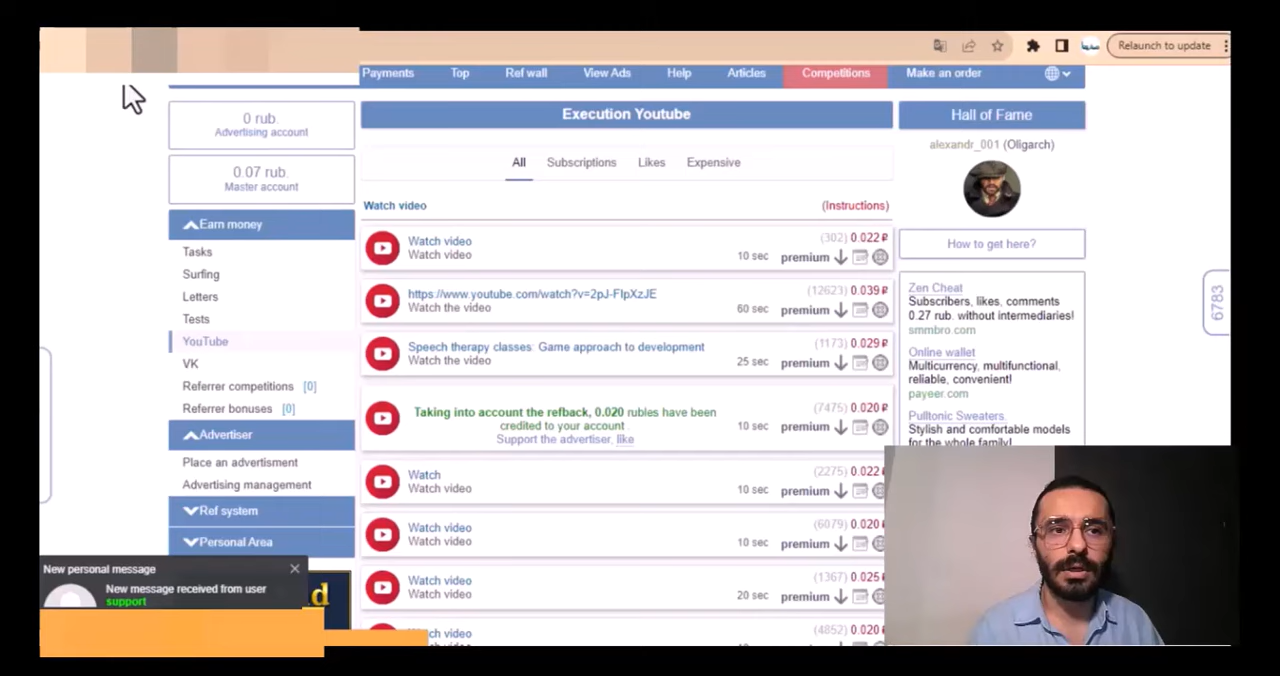 Relaunch to update
Payments Top Ref wall View Ads Help Articles Competitions Make an order
0 rub.
Advertising account
0.07 rub.
Master account
Earn money
Tasks
Surfing
Letters
Tests
YouTube
VK
Referrer competitions [0]
Referrer bonuses [0]
Advertiser
Place an advertisment
Advertising management
Ref system
Personal Area
New personal message
New message received from user
support
d
Execution Youtube
All Subscriptions Likes Expensive
Watch video (Instructions)
Watch video (302) 0.022₽
Watch video 10 sec premium
https://www.youtube.com/watch?v=2pJ-FIpXzJE (12623) 0.039₽
Watch the video 60 sec premium
Speech therapy classes: Game approach to development (1173) 0.029₽
Watch the video 25 sec premium
Taking into account the refback, 0.020 rubles have been (7475) 0.020₽
credited to your account 10 sec premium
Support the advertiser, like
Watch (2275) 0.022
Watch video 10 sec premium
Watch video (6079) 0.020
Watch video 10 sec premium
Watch video (1367) 0.025
Watch video 20 sec premium
Watch video (4852) 0.020
Hall of Fame
alexandr_001 (Oligarch)
How to get here?
Zen Cheat
Subscribers, likes, comments
0.27 rub. without intermediaries!
smmbro.com
Online wallet
Multicurrency, multifunctional,
reliable, convenient!
payeer.com
Pulltonic Sweaters.
Stylish and comfortable models
for the whole family!
6783